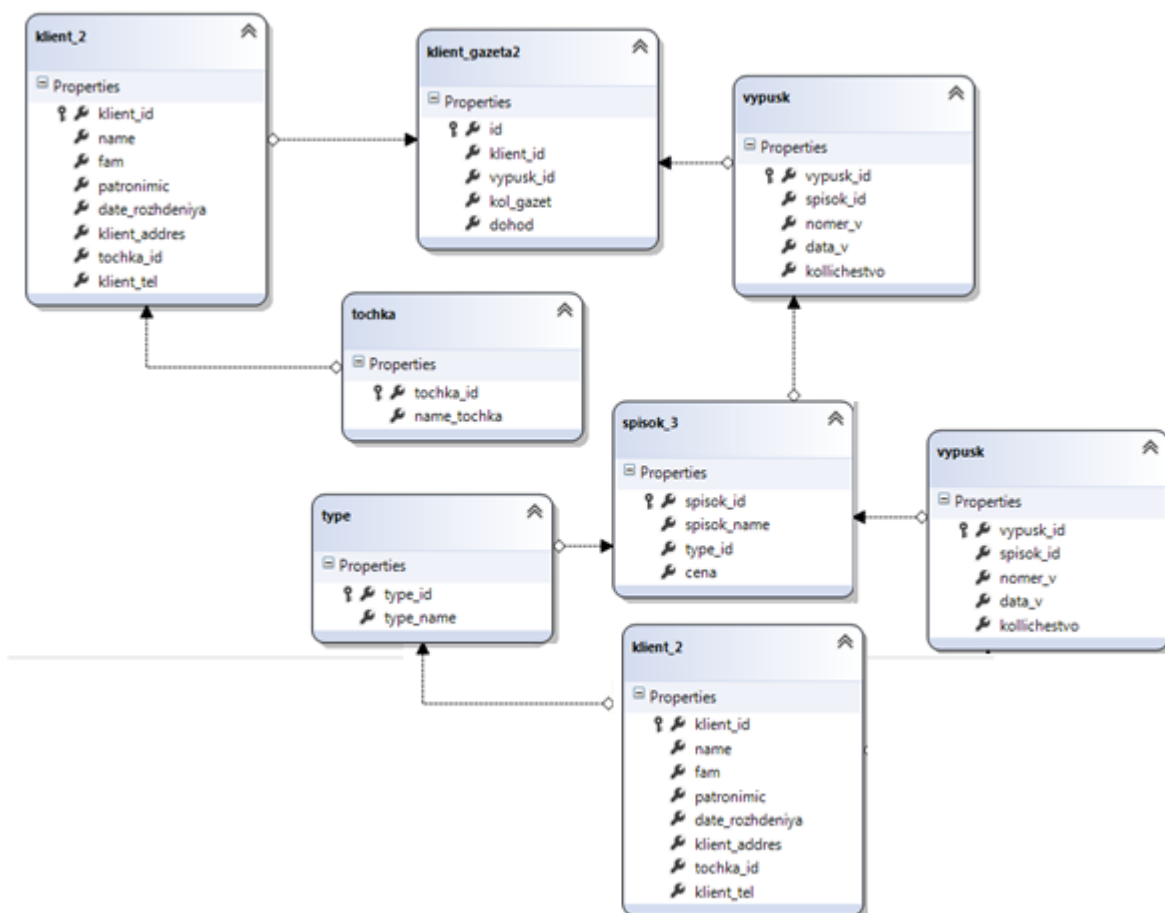 klient_2
Properties
klient_id
name
fam
patronimic
date_rozhdeniya
klient_addres
tochka_id
klient_tel
klient_gazeta2
Properties
id
klient_id
vypusk_id
kol_gazet
dohod
vypusk
Properties
vypusk_id
spisok_id
nomer_v
data_v
kollichestvo
tochka
Properties
tochka_id
name_tochka
spisok_3
Properties
spisok_id
spisok_name
type_id
cena
vypusk
Properties
vypusk_id
spisok_id
nomer_v
data_v
kollichestvo
type
Properties
type_id
type_name
klient_2
Properties
klient_id
name
fam
patronimic
date_rozhdeniya
klient_addres
tochka_id
klient_tel